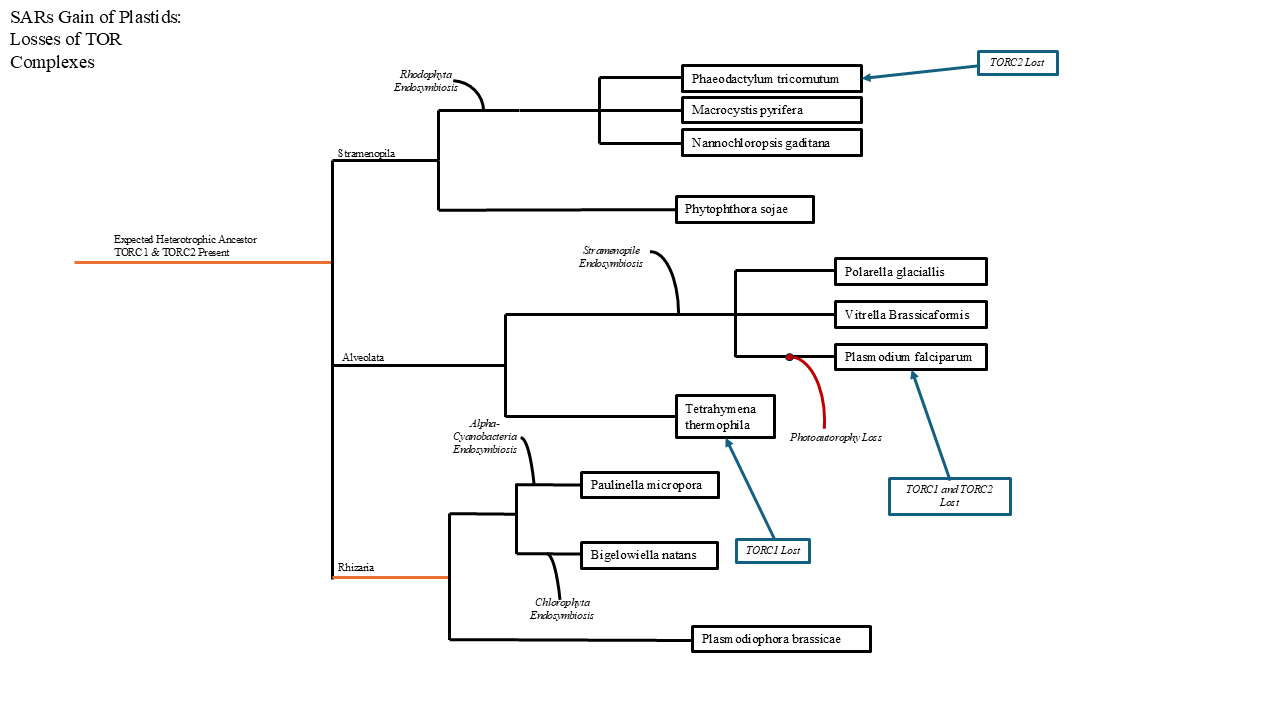 SARs Gain of Plastids:
Losses of TOR
Complexes
TORC2 Lost
Rhodophyta
Endosymbiosis
Phaeodactylum tricornutum
Macrocystis pyrifera
Nannochloropsis gaditana
Stramenopila
Phytophthora sojae
Expected Heterotrophic Ancestor
TORC1 & TORC2 Present
Stramenopile
Endosymbiosis
Polarella glaciallis
Vitrella Brassicaformis
Alveolata
Plasmodium falciparum
Tetrahymena
thermophila
Photoautorophy Loss
Alpha-
Cyanobacteria
Endosymbiosis
Paulinella micropora
TORC1 and TORC2
Lost
TORC1 Lost
Bigelowiella natans
Rhizaria
Chlorophyta
Endosymbiosis
Plasmodiophora brassicae